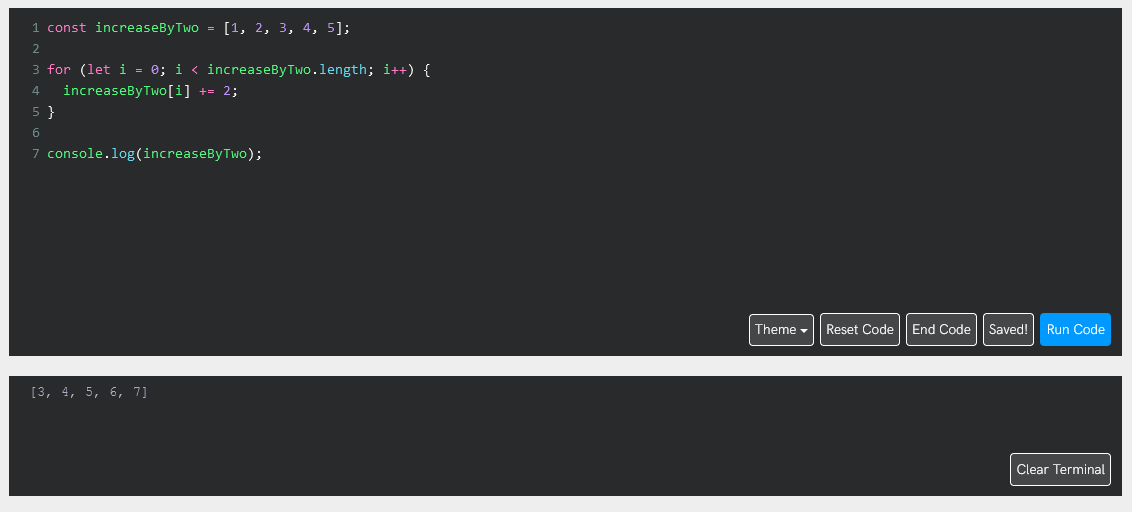 1 const increaseByTwo = [1, 2, 3, 4, 5];
2
3 for (let i = 0; i < increaseByTwo.length; i++) {
4   increaseByTwo[i] += 2;
5 }
6
7 console.log(increaseByTwo);
Theme Reset Code End Code Saved! Run Code
[3, 4, 5, 6, 7]
Clear Terminal